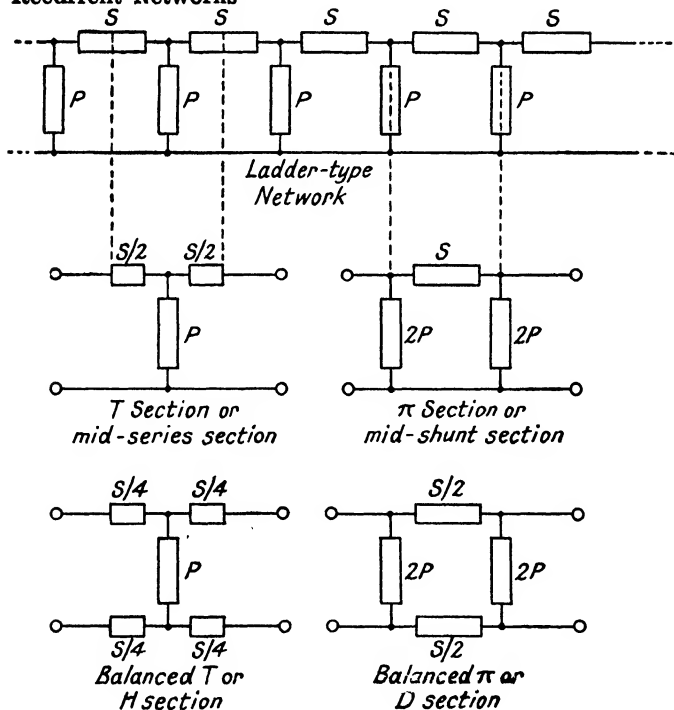 Recurrent Networks
S S S S S
P P P P P
Ladder-type
Network
S/2 S/2 S
P 2P 2P
T Section or
mid-series section
π Section or
mid-shunt section
S/4 S/4 S/2
P 2P 2P
S/4 S/4 S/2
Balanced T or
H section
Balanced π or
D section